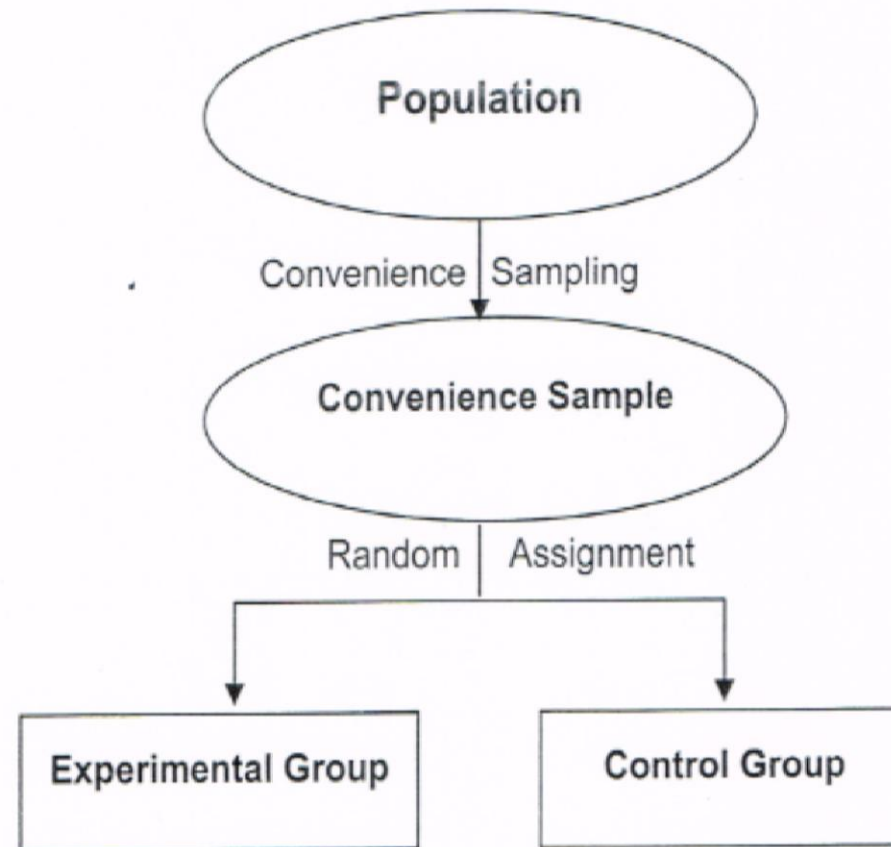 Population
Convenience Sampling
Convenience Sample
Random Assignment
Experimental Group
Control Group